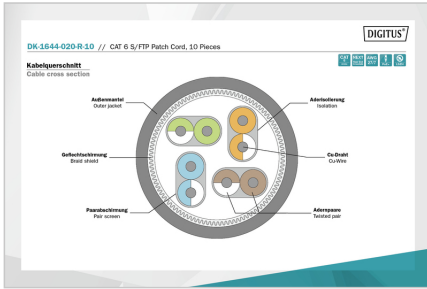 DIGITUS®
DK-1644-020-R-10 // CAT 6 S/FTP Patch Cord, 10 Pieces
Kabelquerschnitt
Cable cross section
Außenmantel
Outer jacket
Aderisolierung
Isolation
Geflechtschirmung
Braid shield
Cu-Draht
Cu-Wire
Paarabschirmung
Pair screen
Aderspaare
Twisted pair